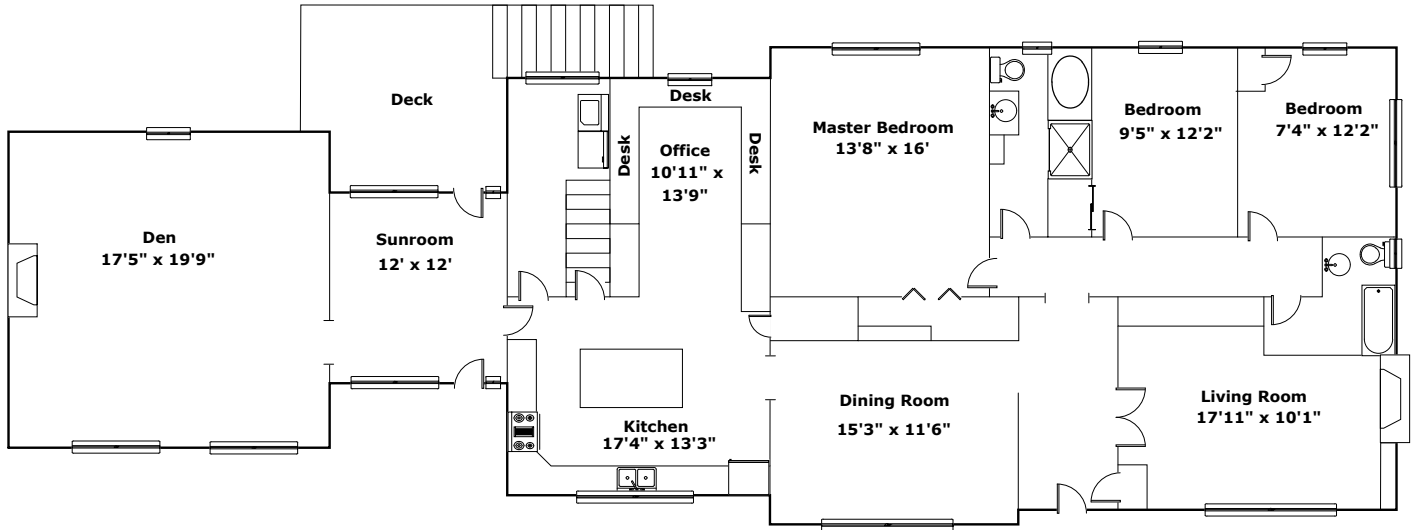 Deck
Desk
Desk
Desk
Office
10'11" x
13'9"
Master Bedroom
13'8" x 16'
Bedroom
9'5" x 12'2"
Bedroom
7'4" x 12'2"
Den
17'5" x 19'9"
Sunroom
12' x 12'
Kitchen
17'4" x 13'3"
Dining Room
15'3" x 11'6"
Living Room
17'11" x 10'1"